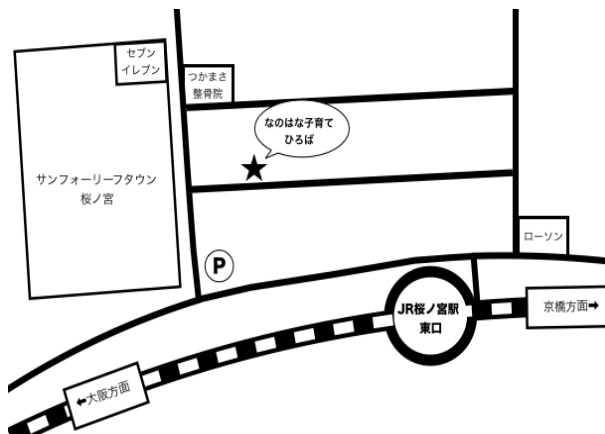 セブン
イレブン
つかまさ
整骨院
なのはな子育て
ひろば
サンフォーリーフタウン
桜ノ宮
P
ローソン
JR桜ノ宮駅
東口
京橋方面➡
⬅大阪方面